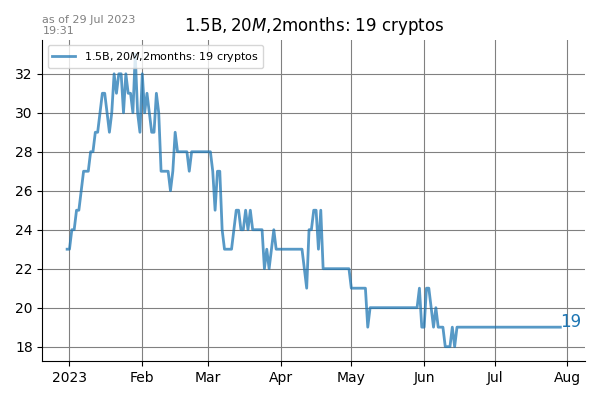 as of 29 Jul 2023
19:31
1.5B, 20M,2months: 19 cryptos
1.5B, 20M,2months: 19 cryptos
32
30
28
26
24
22
20
18
19
2023 Feb Mar Apr May Jun Jul Aug